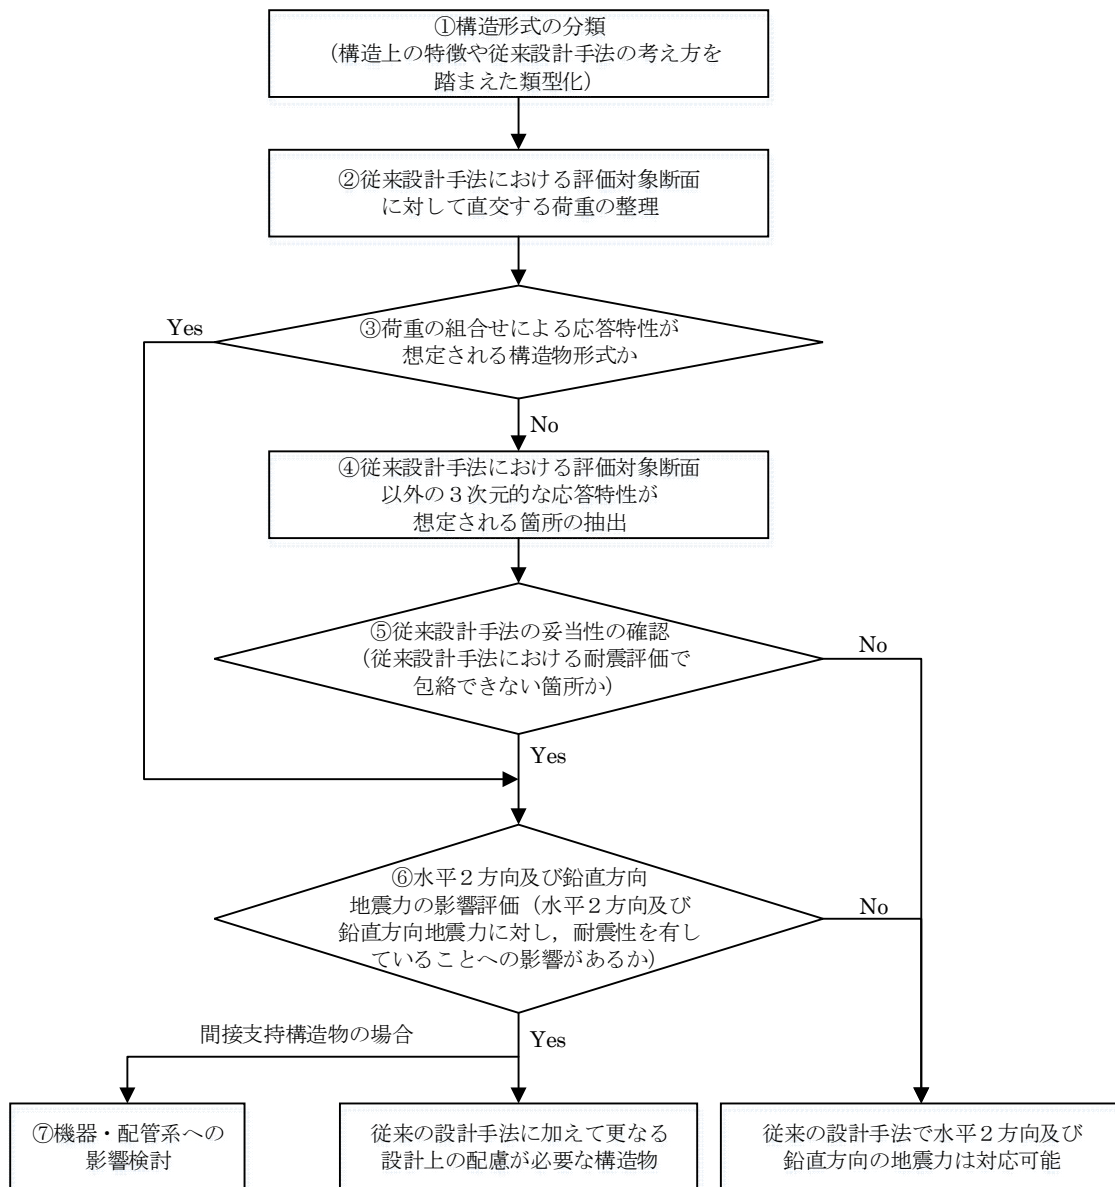 ①構造形式の分類
（構造上の特徴や従来設計手法の考え方を
踏まえた類型化）
②従来設計手法における評価対象断面
に対して直交する荷重の整理
③荷重の組合せによる応答特性が
想定される構造物形式か
Yes
No
④従来設計手法における評価対象断面
以外の３次元的な応答特性が
想定される箇所の抽出
⑤従来設計手法の妥当性の確認
（従来設計手法における耐震評価で
包絡できない箇所か）
No
Yes
⑥水平２方向及び鉛直方向
地震力の影響評価（水平２方向及び
鉛直方向地震力に対し，耐震性を有し
ていることへの影響があるか）
No
間接支持構造物の場合
Yes
⑦機器・配管系への
影響検討
従来の設計手法に加えて更なる
設計上の配慮が必要な構造物
従来の設計手法で水平２方向及び
鉛直方向の地震力は対応可能